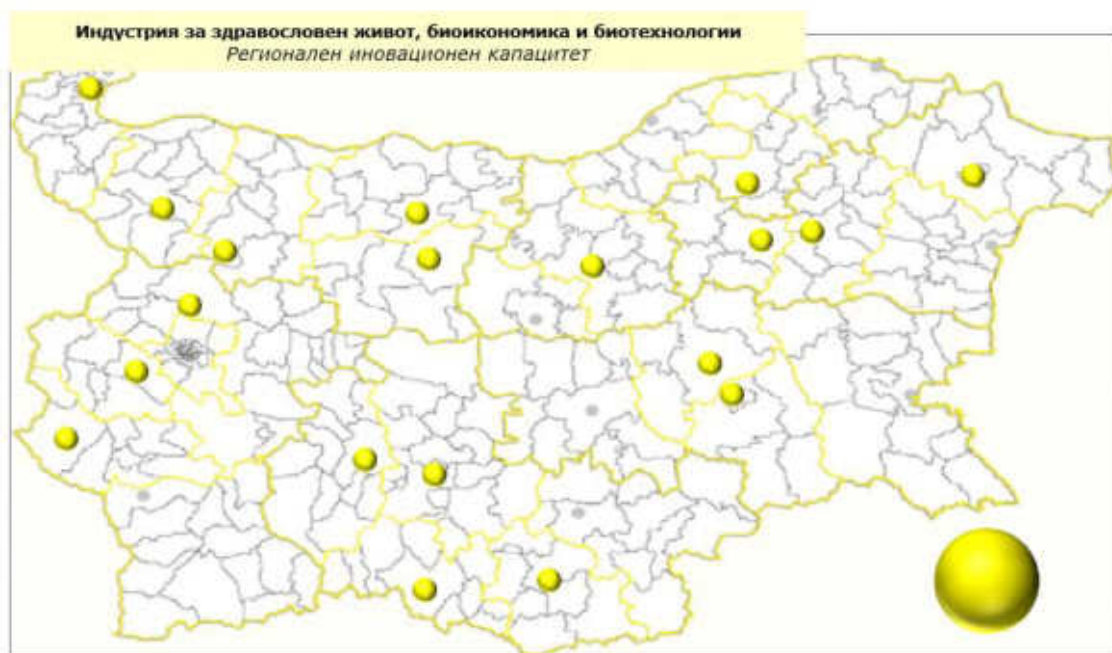 Индустрия за здравословен живот, биоикономика и биотехнологии
Регионален иновационен капацитет